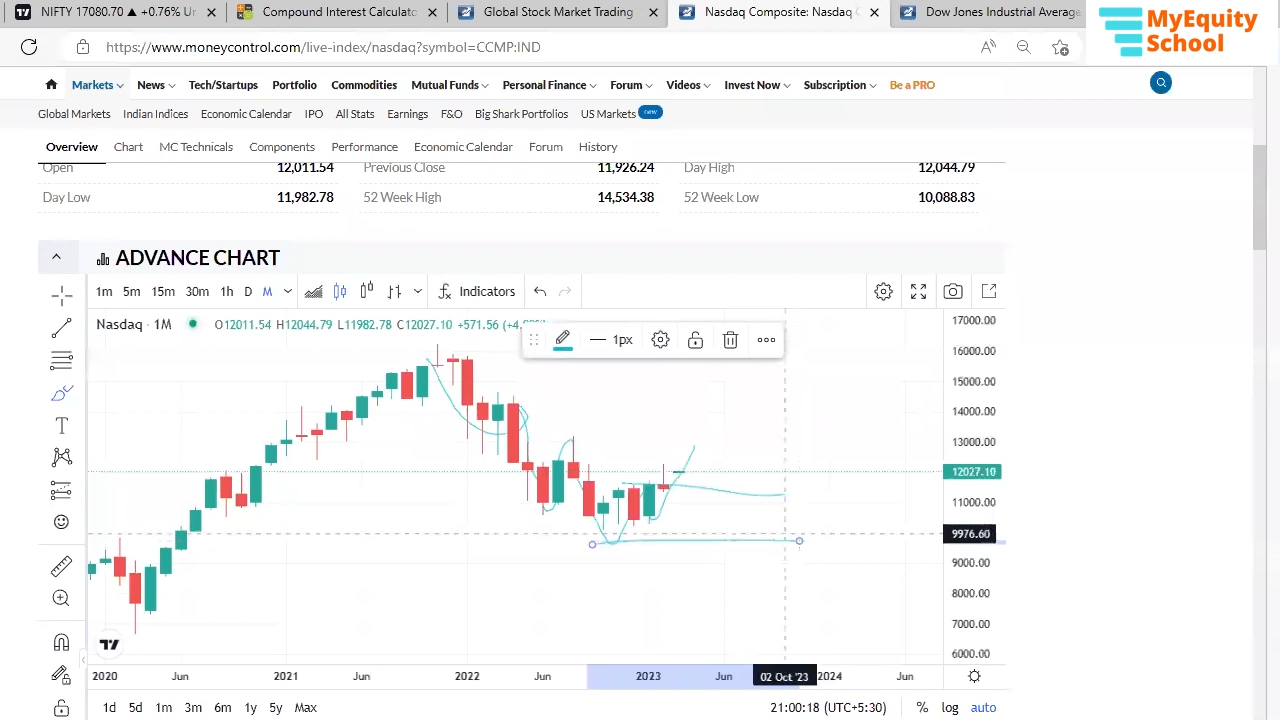 NIFTY 17080.70 ▲ +0.76% Ur
Compound Interest Calculato
Global Stock Market Trading
Nasdaq Composite: Nasdaq C
Dow Jones Industrial Average
MyEquity
School
https://www.moneycontrol.com/live-index/nasdaq?symbol=CCMP:IND
Markets News Tech/Startups Portfolio Commodities Mutual Funds Personal Finance Forum Videos Invest Now Subscription Be a PRO
Global Markets Indian Indices Economic Calendar IPO All Stats Earnings F&O Big Shark Portfolios US Markets new
Overview Chart MC Technicals Components Performance Economic Calendar Forum History
Open 12,011.54 Previous Close 11,926.24 Day High 12,044.79
Day Low 11,982.78 52 Week High 14,534.38 52 Week Low 10,088.83
ADVANCE CHART
1m 5m 15m 30m 1h D M Indicators
Nasdaq · 1M O12011.54 H12044.79 L11982.78 C12027.10 +571.56
1px
17000.00
16000.00
15000.00
14000.00
13000.00
12027.10
11000.00
9976.60
9000.00
8000.00
7000.00
6000.00
2020 Jun 2021 Jun 2022 Jun 2023 Jun 02 Oct '23 2024 Jun
1d 5d 1m 3m 6m 1y 5y Max 21:00:18 (UTC+5:30) % log auto